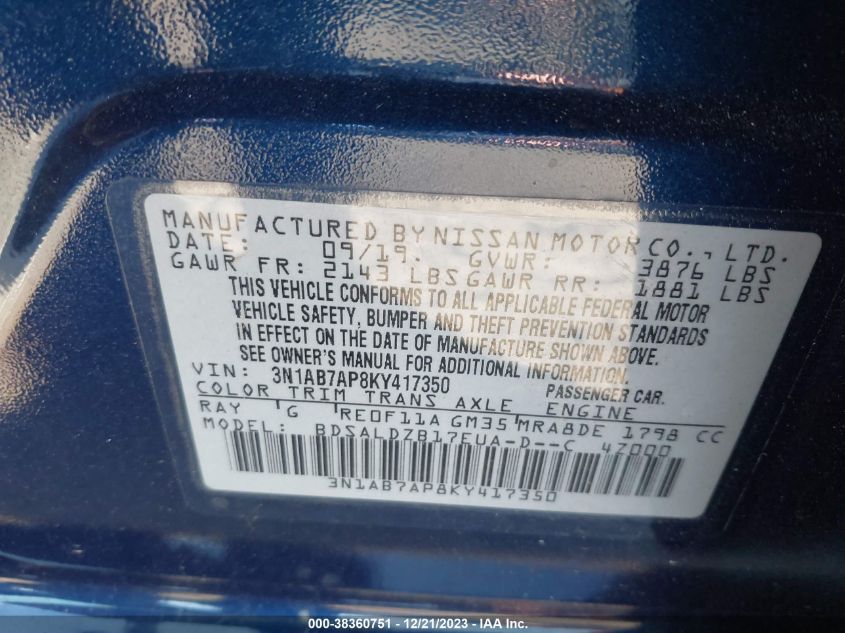 MANUFACTURED BY NISSAN MOTOR CO., LTD.
DATE: 09/19. GVWR: 3876 LBS
GAWR FR: 2143 LBS GAWR RR: 1881 LBS
THIS VEHICLE CONFORMS TO ALL APPLICABLE FEDERAL MOTOR
VEHICLE SAFETY, BUMPER AND THEFT PREVENTION STANDARDS
IN EFFECT ON THE DATE OF MANUFACTURE SHOWN ABOVE.
SEE OWNER'S MANUAL FOR ADDITIONAL INFORMATION.
VIN: 3N1AB7AP8KY417350 PASSENGER CAR.
COLOR TRIM TRANS AXLE ENGINE
RAY G RE0F11A GM35 MRA8DE 1798 CC
MODEL: BDSALDZB17EUA-D--C 4Z000
3N1AB7AP8KY417350
000-38360751 - 12/21/2023 - © IAA Inc.